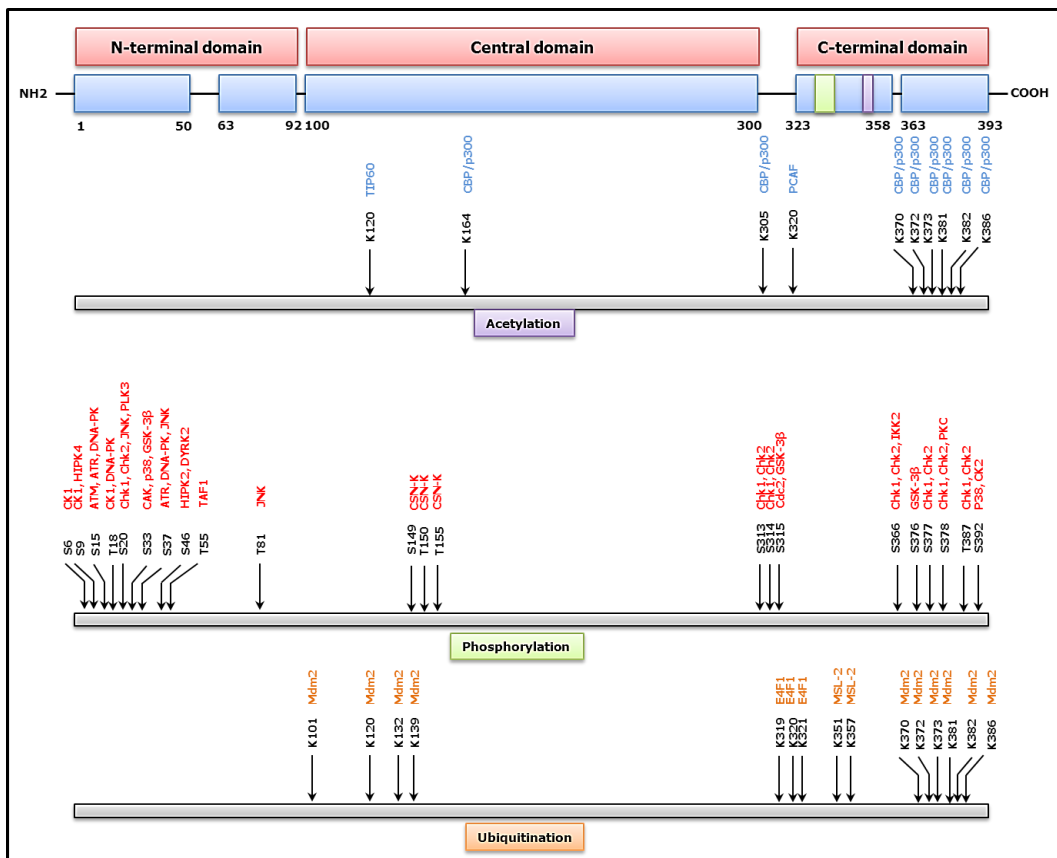 N-terminal domain
Central domain
C-terminal domain
NH2
COOH
1
50
63
92
100
300
323
358
363
393
TIP60
CBP/p300
CBP/p300
PCAF
CBP/p300
CBP/p300
CBP/p300
CBP/p300
CBP/p300
CBP/p300
K120
K164
K305
K320
K370
K372
K373
K381
K382
K386
Acetylation
CK1
CK1, HIPK4
ATM, ATR, DNA-PK
CK1, DNA-PK
Chk1, Chk2, JNK, PLK3
CAK, p38, GSK-3β
ATR, DNA-PK, JNK
HIPK2, DYRK2
TAF1
JNK
CSN-K
CSN-K
CSN-K
Chk1, Chk2
Chk1, Chk2
Cdc2, GSK-3β
Chk1, Chk2, IKK2
GSK-3β
Chk1, Chk2
Chk1, Chk2, PKC
Chk1, Chk2
P38, CK2
S6
S9
S15
T18
S20
S33
S37
S46
T55
T81
S149
T150
T155
S313
S314
S315
S366
S376
S377
S378
T387
S392
Phosphorylation
Mdm2
Mdm2
Mdm2
Mdm2
E4F1
E4F1
E4F1
MSL-2
MSL-2
Mdm2
Mdm2
Mdm2
Mdm2
Mdm2
Mdm2
K101
K120
K132
K139
K319
K320
K321
K351
K357
K370
K372
K373
K381
K382
K386
Ubiquitination